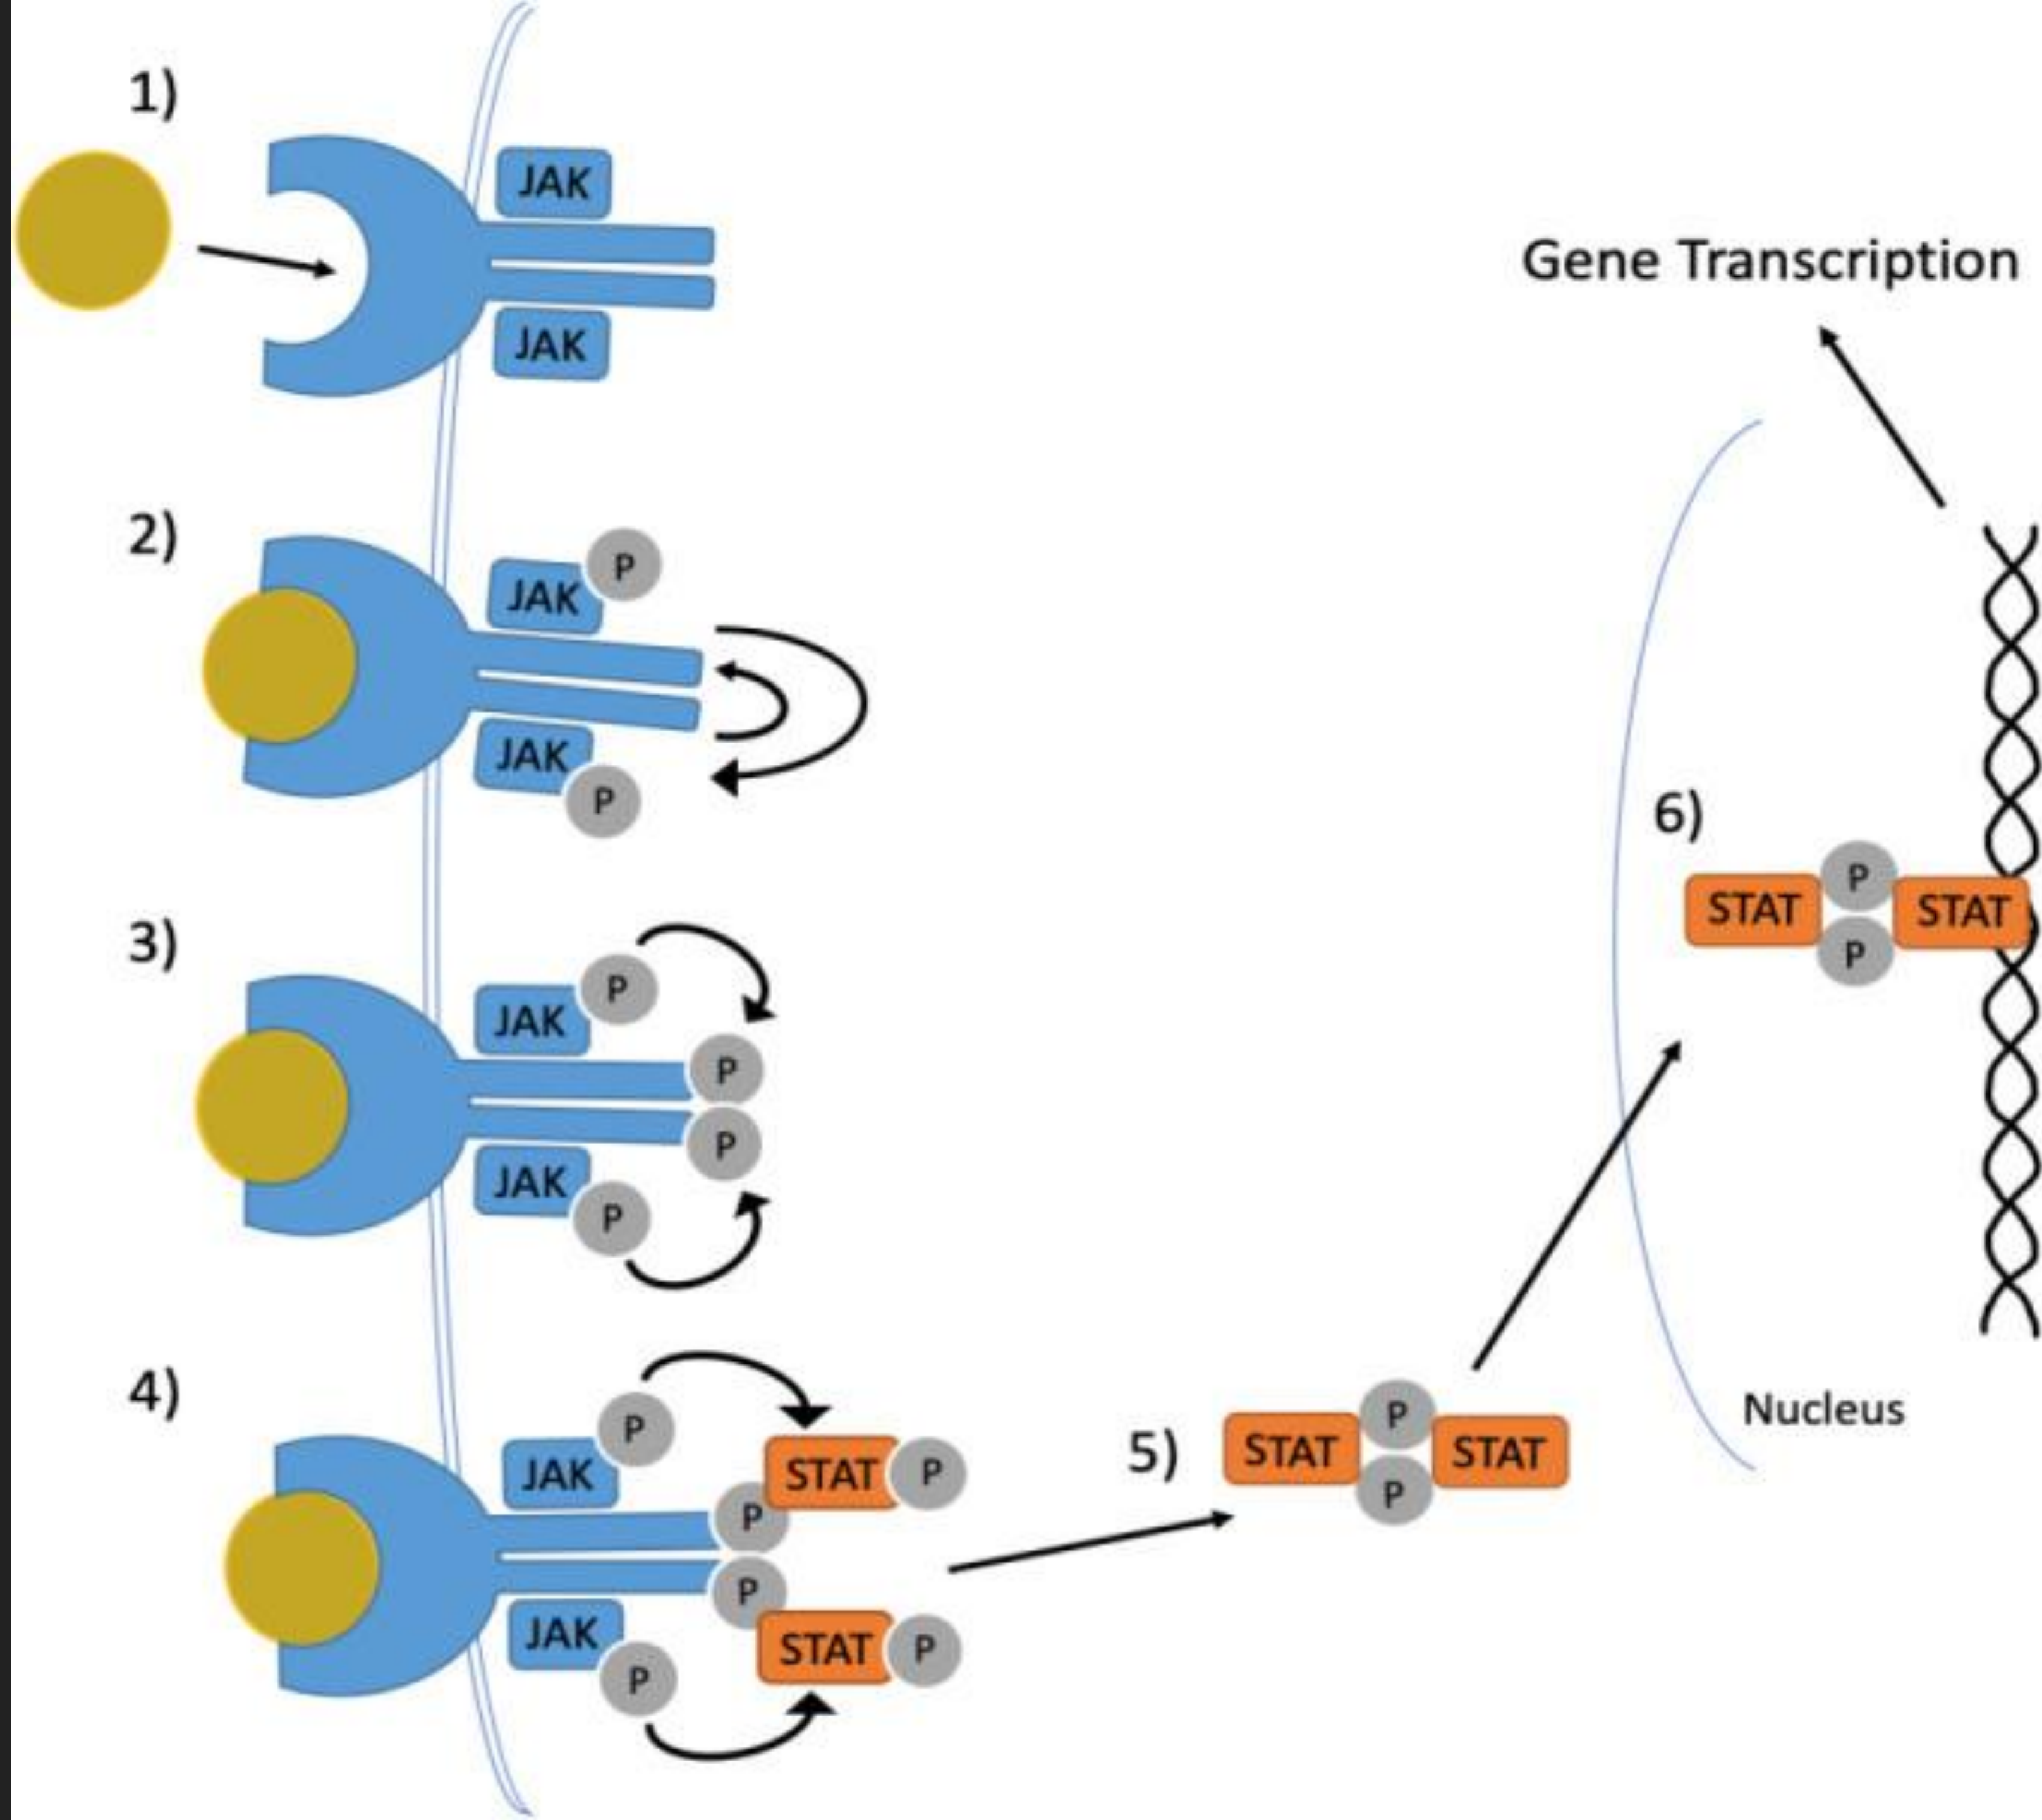 1)
JAK
JAK
Gene Transcription
2)
JAK
P
JAK
P
6)
STAT
P
P
STAT
3)
JAK
P
P
P
JAK
P
4)
JAK
P
STAT
P
P
P
JAK
P
STAT
P
5)
STAT
P
P
STAT
Nucleus